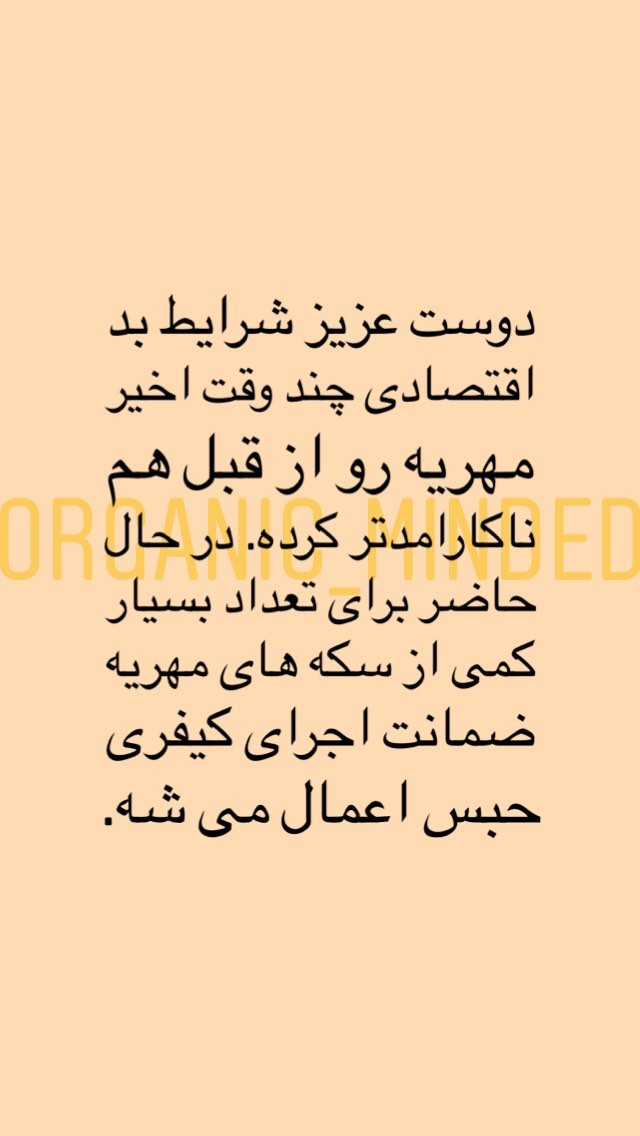 دوست عزیز شرایط بد
اقتصادی چند وقت اخیر
مهریه رو از قبل هم
ناکارامدتر کرده. در حال
حاضر برای تعداد بسیار
کمی از سکه های مهریه
ضمانت اجرای کیفری
حبس اعمال می شه.
ORGANIC_MINDED